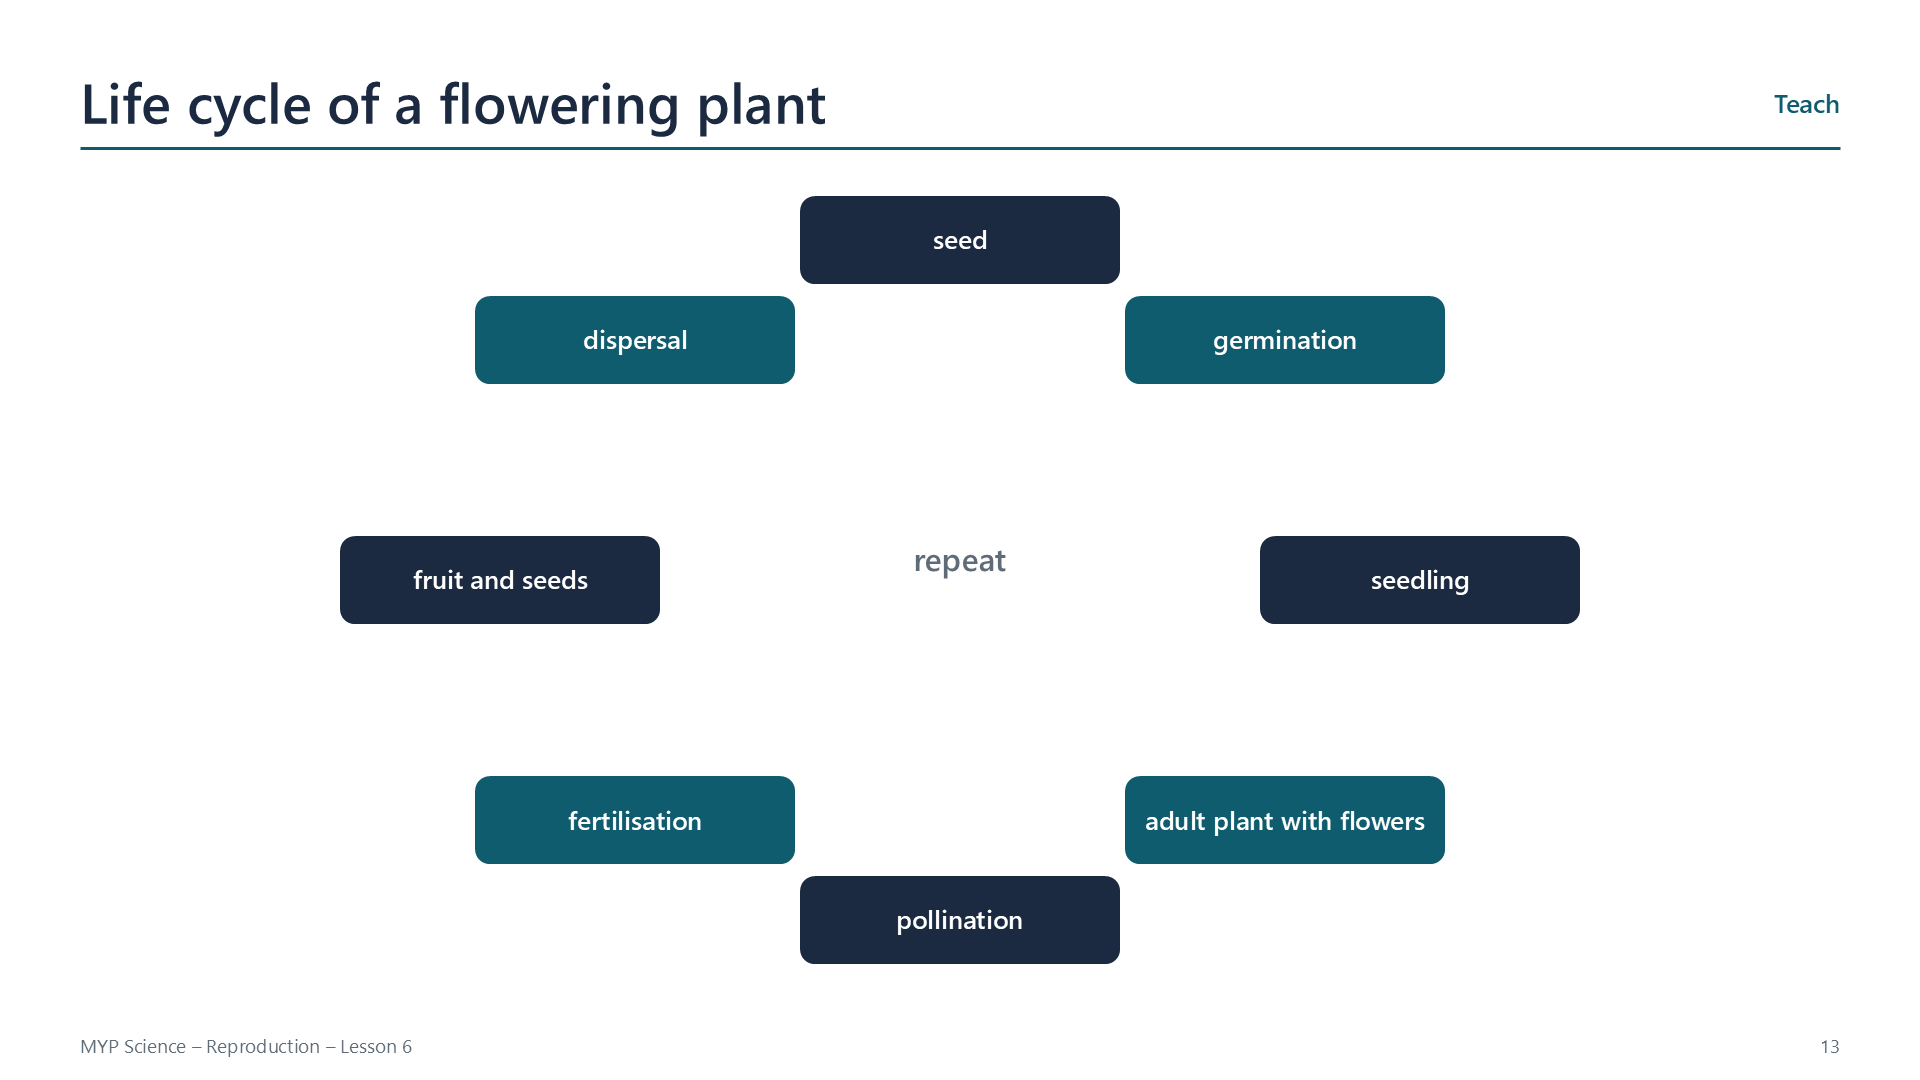 Life cycle of a flowering plant
Teach
seed
dispersal
germination
fruit and seeds
repeat
seedling
fertilisation
adult plant with flowers
pollination
MYP Science – Reproduction – Lesson 6
13